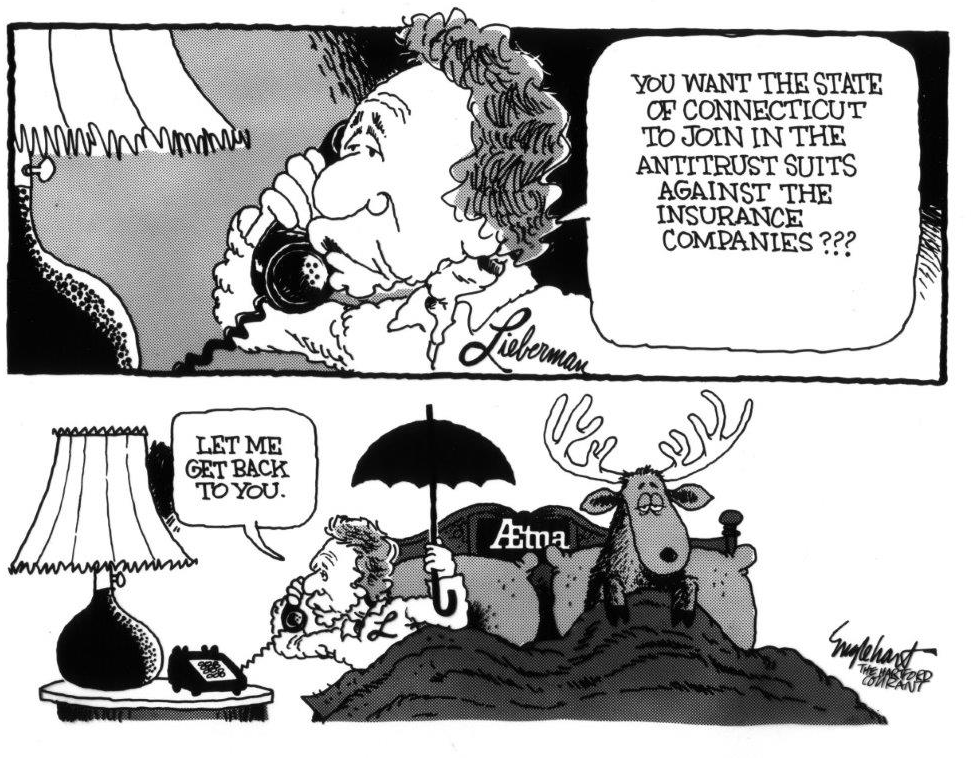 YOU WANT THE STATE
OF CONNECTICUT
TO JOIN IN THE
ANTITRUST SUITS
AGAINST THE
INSURANCE
COMPANIES???
Lieberman
LET ME
GET BACK
TO YOU.
Ætna
L
Englehart
THE HARTFORD
COURANT